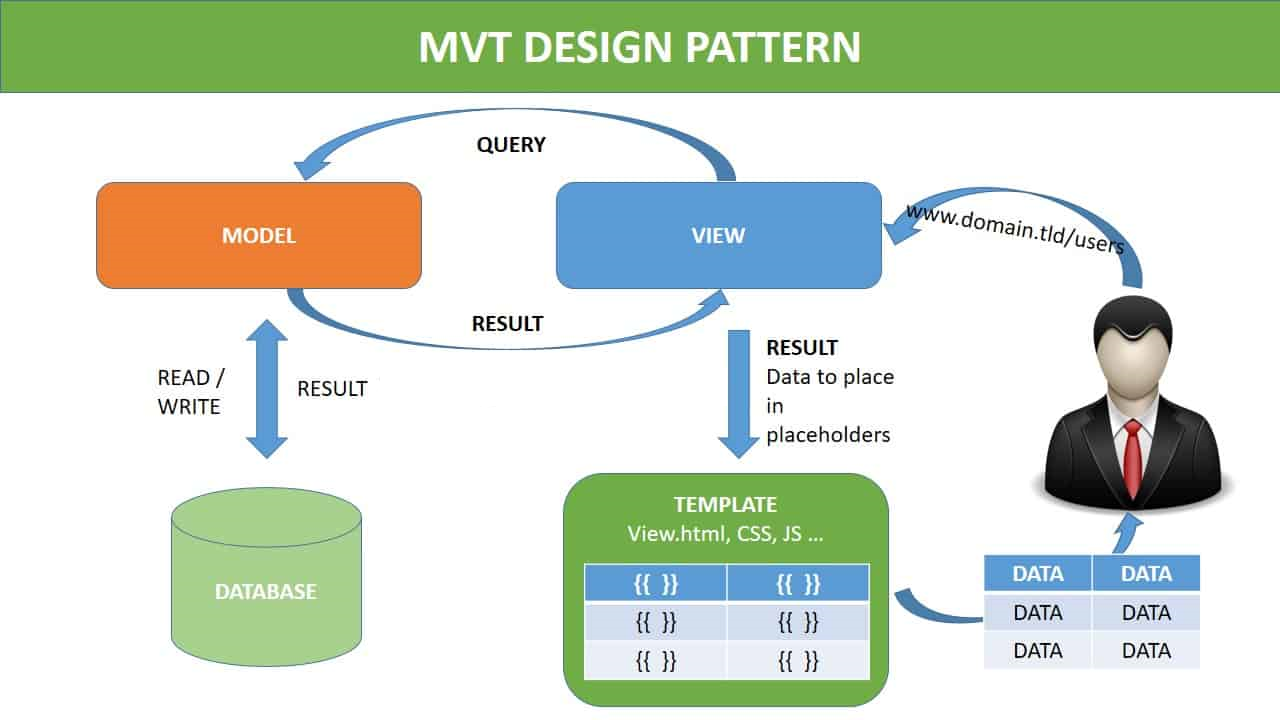 MVT DESIGN PATTERN
QUERY
MODEL
VIEW
www.domain.tld/users
RESULT
READ /
WRITE
RESULT
RESULT
Data to place
in
placeholders
DATABASE
TEMPLATE
View.html, CSS, JS ...
{{ }} {{ }}
{{ }} {{ }}
{{ }} {{ }}
DATA DATA
DATA DATA
DATA DATA